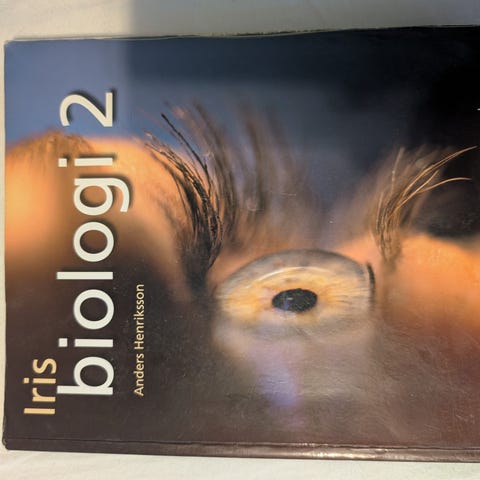 Iris
biologi 2
Anders Henriksson